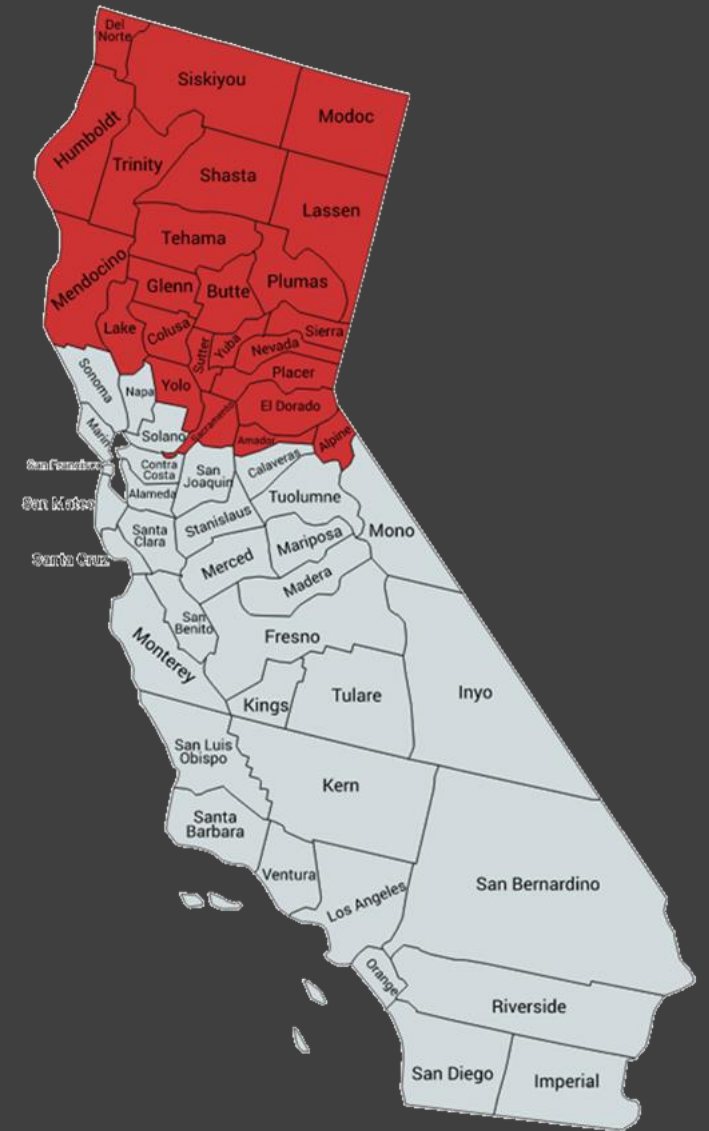 Del
Norte
Siskiyou
Modoc
Humboldt
Trinity
Shasta
Lassen
Tehama
Mendocino
Glenn
Butte
Plumas
Lake
Colusa
Sutter
Yuba
Nevada
Sierra
Placer
Sonoma
Napa
Yolo
El Dorado
Sacramento
Marin
Solano
Amador
Alpine
San Francisco
Contra
Costa
San
Joaquin
Calaveras
Alameda
Tuolumne
San Mateo
Stanislaus
Mono
Santa
Clara
Mariposa
Santa Cruz
Merced
Madera
San
Benito
Monterey
Fresno
Kings
Tulare
Inyo
San Luis
Obispo
Kern
Santa
Barbara
Ventura
Los Angeles
San Bernardino
Orange
Riverside
San Diego
Imperial